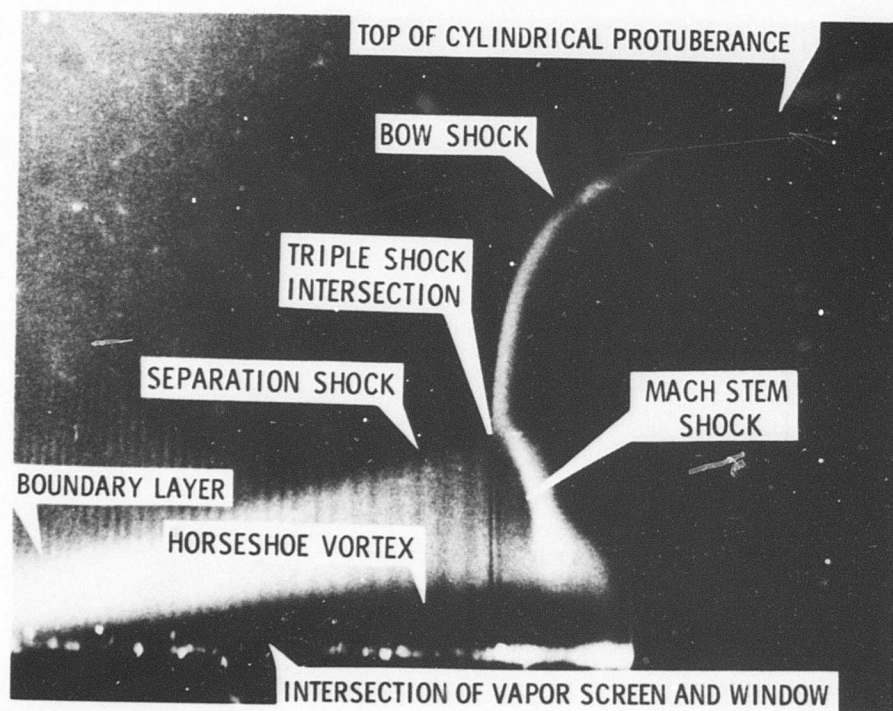 TOP OF CYLINDRICAL PROTUBERANCE
BOW SHOCK
TRIPLE SHOCK
INTERSECTION
SEPARATION SHOCK
MACH STEM
SHOCK
BOUNDARY LAYER
HORSESHOE VORTEX
INTERSECTION OF VAPOR SCREEN AND WINDOW